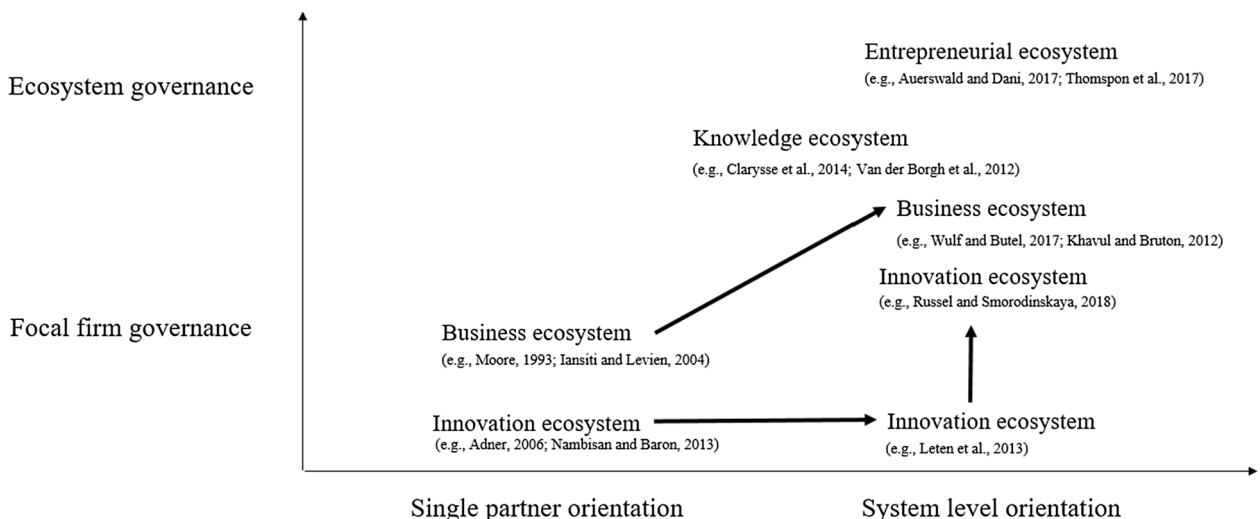 Entrepreneurial ecosystem
(e.g., Auerswald and Dani, 2017; Thomspon et al., 2017)
Ecosystem governance
Knowledge ecosystem
(e.g., Clarysse et al., 2014; Van der Borgh et al., 2012)
Business ecosystem
(e.g., Wulf and Butel, 2017; Khavul and Bruton, 2012)
Innovation ecosystem
(e.g., Russel and Smorodinskaya, 2018)
Focal firm governance
Business ecosystem
(e.g., Moore, 1993; Iansiti and Levien, 2004)
Innovation ecosystem
(e.g., Adner, 2006; Nambisan and Baron, 2013)
Innovation ecosystem
(e.g., Leten et al., 2013)
Single partner orientation
System level orientation